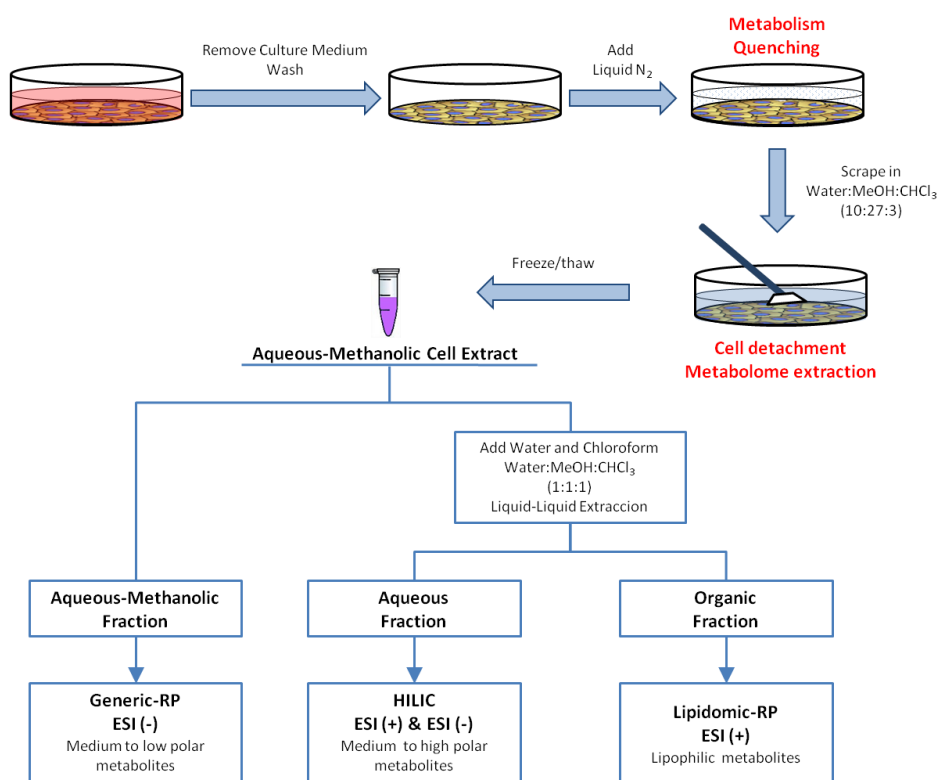 Remove Culture Medium
Wash
Add
Liquid N₂
Metabolism
Quenching
Scrape in
Water:MeOH:CHCl₃
(10:27:3)
Freeze/thaw
Cell detachment
Metabolome extraction
Aqueous-Methanolic Cell Extract
Add Water and Chloroform
Water:MeOH:CHCl₃
(1:1:1)
Liquid-Liquid Extraccion
Aqueous-Methanolic
Fraction
Aqueous
Fraction
Organic
Fraction
Generic-RP
ESI (-)
Medium to low polar
metabolites
HILIC
ESI (+) & ESI (-)
Medium to high polar
metabolites
Lipidomic-RP
ESI (+)
Lipophilic metabolites